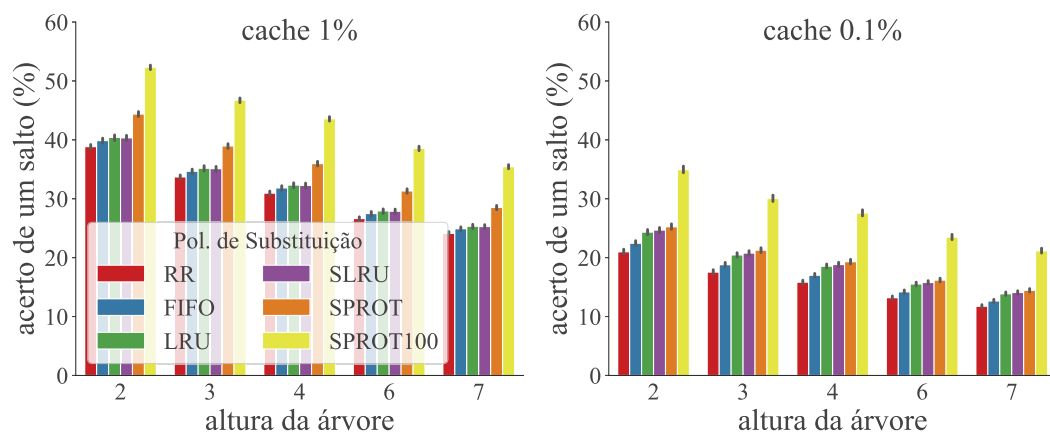 cache 1%
acerto de um salto (%)
60
50
40
30
20
10
0
Pol. de Substituição
RR
FIFO
LRU
SLRU
SPROT
SPROT100
2 3 4 6 7
altura da árvore
cache 0.1%
acerto de um salto (%)
60
50
40
30
20
10
0
2 3 4 6 7
altura da árvore